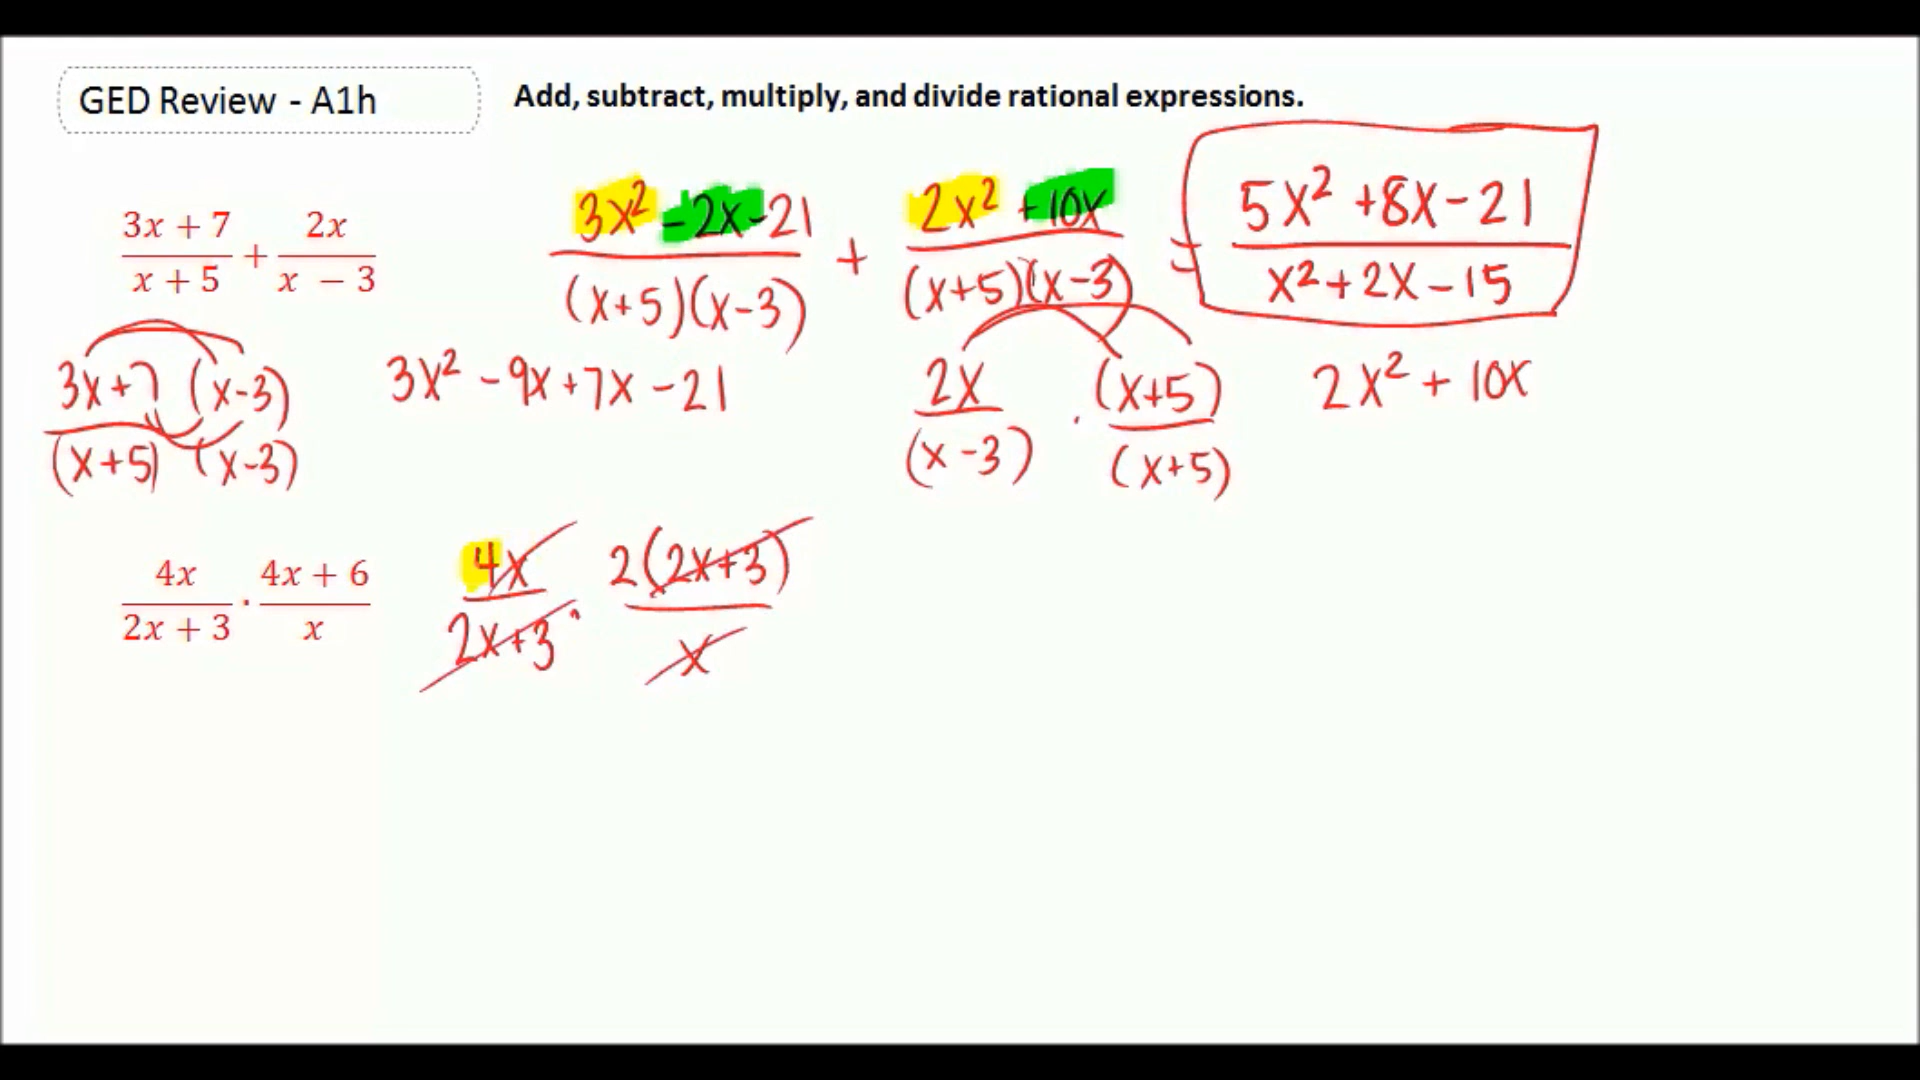 GED Review - A1h
Add, subtract, multiply, and divide rational expressions.
(3x + 7)/(x + 5) + 2x/(x − 3)
(3x² - 2x - 21)/((x+5)(x-3)) + (2x² + 10x)/((x+5)(x-3)) = (5x² + 8x - 21)/(x² + 2x - 15)
3x+7 (x-3)/(x+5) (x-3)
3x² - 9x + 7x - 21
2x/(x-3) · (x+5)/(x+5)
2x² + 10x
4x/(2x + 3) · (4x + 6)/x
4x/(2x+3) · 2(2x+3)/x